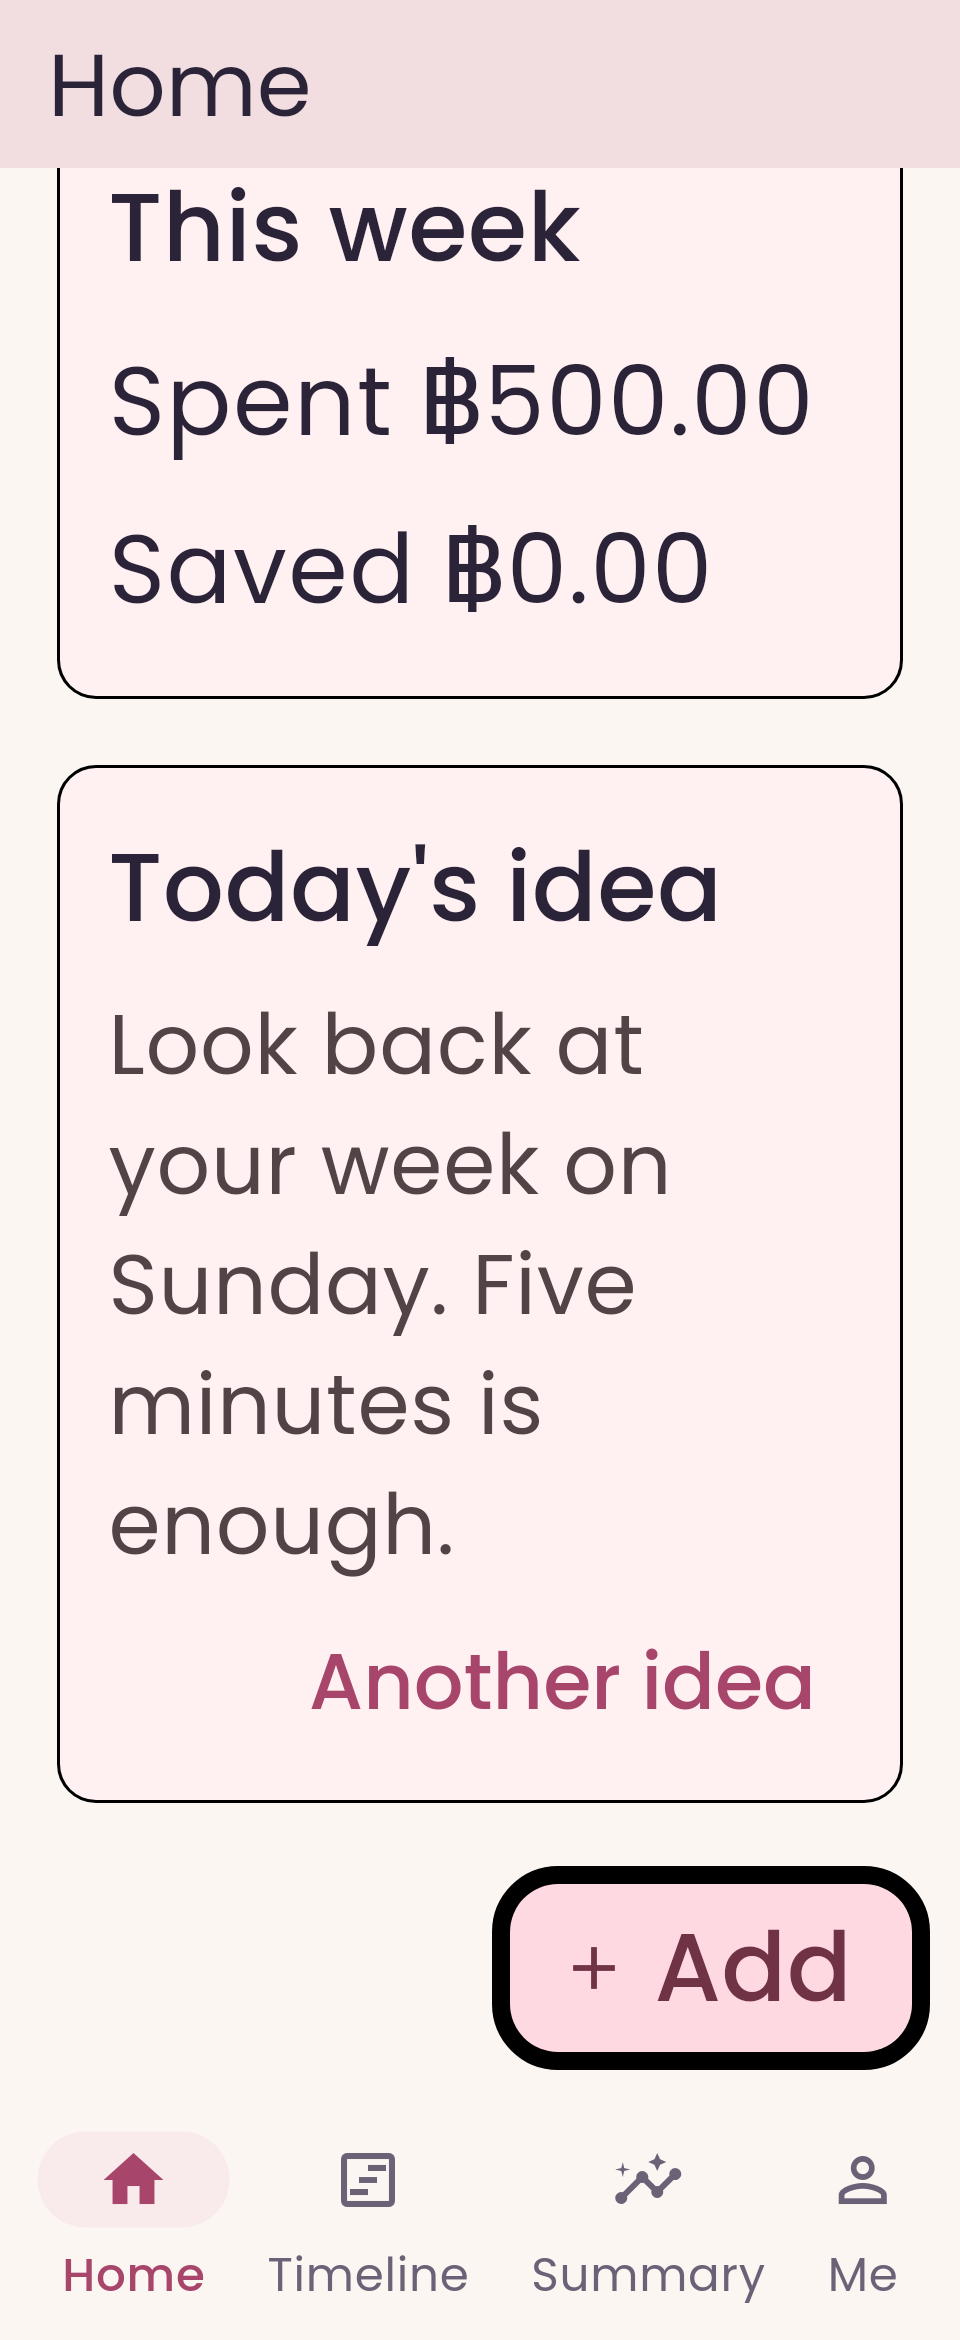 Home
This week
Spent ฿500.00
Saved ฿0.00
Today's idea
Look back at
your week on
Sunday. Five
minutes is
enough.
Another idea
+ Add
Home
Timeline
Summary
Me